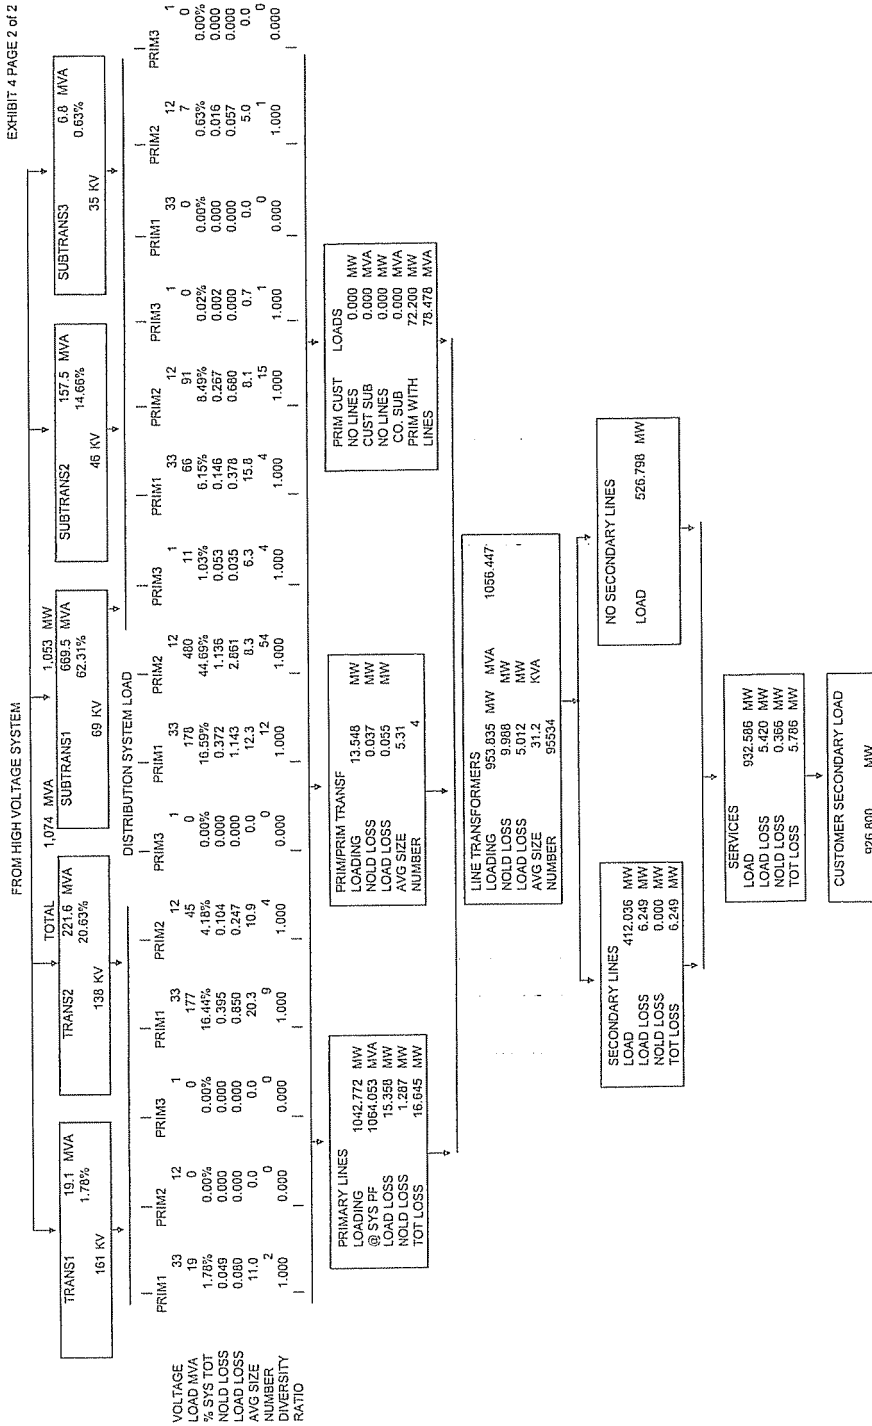 EXHIBIT 4 PAGE 2 of 2
FROM HIGH VOLTAGE SYSTEM
TOTAL 1,074 MVA 1,053 MW
TRANS1 19.1 MVA
1.78%
161 KV
TRANS2 221.6 MVA
20.63%
138 KV
SUBTRANS1 669.5 MVA
62.31%
69 KV
SUBTRANS2 157.5 MVA
14.66%
46 KV
SUBTRANS3 6.8 MVA
0.63%
35 KV
DISTRIBUTION SYSTEM LOAD
PRIM1 PRIM2 PRIM3 PRIM1 PRIM2 PRIM3 PRIM1 PRIM2 PRIM3 PRIM1 PRIM2 PRIM3 PRIM1 PRIM2 PRIM3
VOLTAGE 33 12 1 33 12 1 33 12 1 33 12 1 33 12 1
LOAD MVA 19 0 0 177 45 0 178 480 11 66 91 0 0 7 0
% SYS TOT 1.78% 0.00% 0.00% 16.44% 4.18% 0.00% 16.59% 44.69% 1.03% 6.15% 8.49% 0.02% 0.00% 0.63% 0.00%
NOLD LOSS 0.049 0.000 0.000 0.395 0.104 0.000 0.372 1.136 0.053 0.146 0.267 0.002 0.000 0.016 0.000
LOAD LOSS 0.080 0.000 0.000 0.850 0.247 0.000 1.143 2.861 0.035 0.378 0.680 0.000 0.000 0.057 0.000
AVG SIZE 11.0 0.0 0.0 20.3 10.9 0.0 12.3 8.3 6.3 15.8 8.1 0.7 0.0 5.0 0.0
NUMBER 2 0 0 9 4 0 12 54 4 4 15 1 0 1 0
DIVERSITY 1.000 0.000 0.000 1.000 1.000 0.000 1.000 1.000 1.000 1.000 1.000 1.000 0.000 1.000 0.000
RATIO
PRIMARY LINES
LOADING 1042.772 MW
@ SYS PF 1064.053 MVA
LOAD LOSS 15.358 MW
NOLD LOSS 1.287 MW
TOT LOSS 16.645 MW
PRIM/PRIM TRANSF
LOADING 13.548 MW
NOLD LOSS 0.037 MW
LOAD LOSS 0.055 MW
AVG SIZE 5.31
NUMBER 4
PRIM CUST LOADS
NO LINES 0.000 MW
CUST SUB 0.000 MVA
NO LINES 0.000 MW
CO. SUB 0.000 MVA
PRIM WITH 72.200 MW
LINES 78.478 MVA
LINE TRANSFORMERS
LOADING 953.835 MW MVA 1056.447
NOLD LOSS 9.988 MW
LOAD LOSS 5.012 MW
AVG SIZE 31.2 KVA
NUMBER 95534
SECONDARY LINES
LOAD 412.036 MW
LOAD LOSS 6.249 MW
NOLD LOSS 0.000 MW
TOT LOSS 6.249 MW
NO SECONDARY LINES
LOAD 526.798 MW
SERVICES
LOAD 932.586 MW
LOAD LOSS 5.420 MW
NOLD LOSS 0.366 MW
TOT LOSS 5.786 MW
CUSTOMER SECONDARY LOAD
926.800 MW